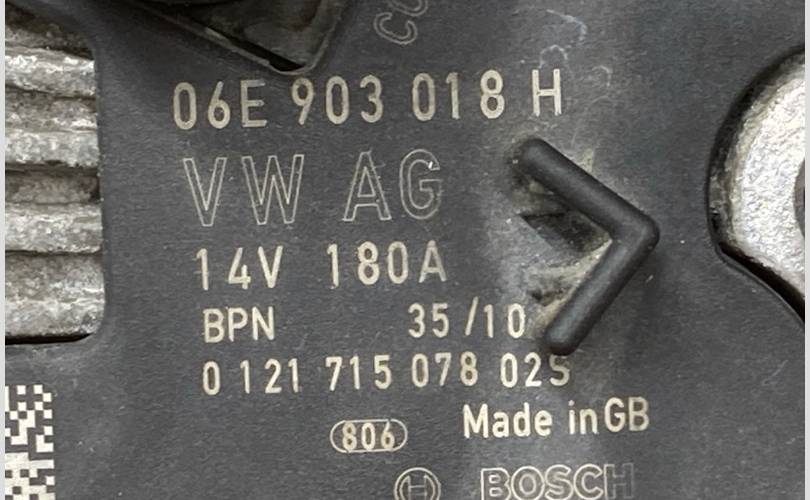 06E 903 018 H
VW AG
14V 180A
BPN 35/10
0 121 715 078 02S
806 Made in GB
BOSCH